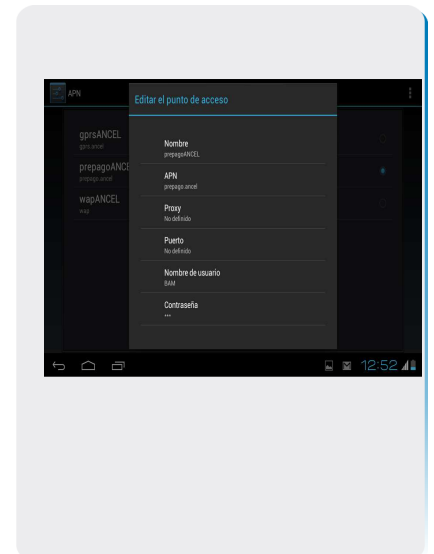 APN
Editar el punto de acceso
gprsANCEL
gprs.ancel
prepagoANCE
prepago.ancel
wapANCEL
wap
Nombre
prepagoANCEL
APN
prepago.ancel
Proxy
No definido
Puerto
No definido
Nombre de usuario
BAM
Contraseña
***
12:52